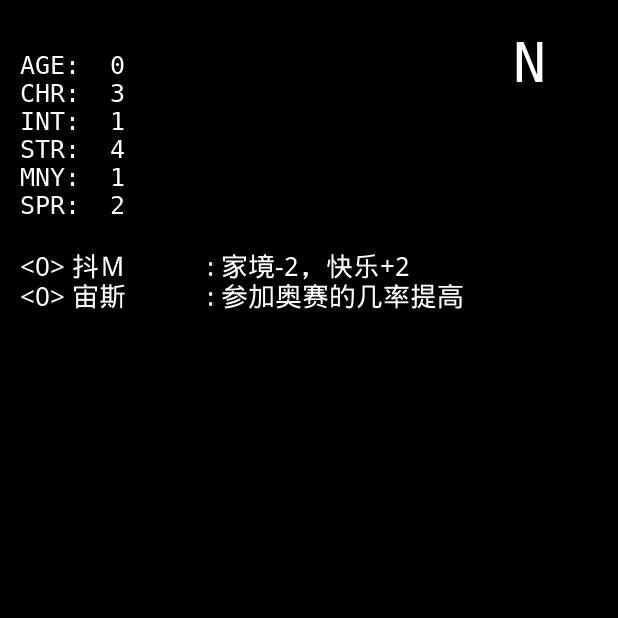 N
AGE: 0
CHR: 3
INT: 1
STR: 4
MNY: 1
SPR: 2
<0> 抖M : 家境-2，快乐+2
<0> 宙斯 : 参加奥赛的几率提高